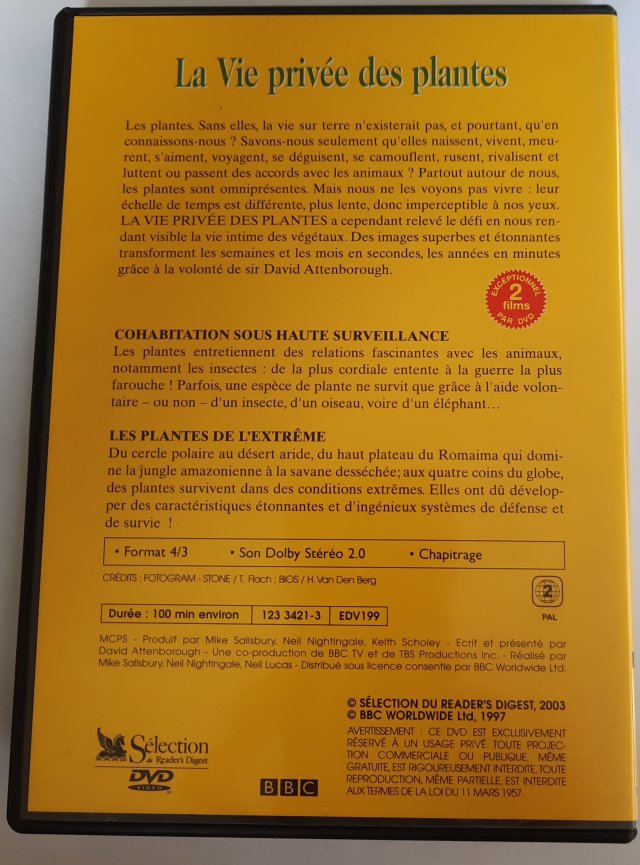 La Vie privée des plantes
Les plantes. Sans elles, la vie sur terre n'existerait pas, et pourtant, qu'en
connaissons-nous ? Savons-nous seulement qu'elles naissent, vivent, meu-
rent, s'aiment, voyagent, se déguisent, se camouflent, rusent, rivalisent et
luttent ou passent des accords avec les animaux ? Partout autour de nous,
les plantes sont omniprésentes. Mais nous ne les voyons pas vivre : leur
échelle de temps est différente, plus lente, donc imperceptible à nos yeux.
LA VIE PRIVÉE DES PLANTES a cependant relevé le défi en nous ren-
dant visible la vie intime des végétaux. Des images superbes et étonnantes
transforment les semaines et les mois en secondes, les années en minutes
grâce à la volonté de sir David Attenborough.
EXCEPTIONNEL
2
films
PAR DVD
COHABITATION SOUS HAUTE SURVEILLANCE
Les plantes entretiennent des relations fascinantes avec les animaux,
notamment les insectes : de la plus cordiale entente à la guerre la plus
farouche ! Parfois, une espèce de plante ne survit que grâce à l'aide volon-
taire – ou non – d'un insecte, d'un oiseau, voire d'un éléphant…
LES PLANTES DE L'EXTRÊME
Du cercle polaire au désert aride, du haut plateau du Romaima qui domi-
ne la jungle amazonienne à la savane desséchée; aux quatre coins du globe,
des plantes survivent dans des conditions extrêmes. Elles ont dû dévelop-
per des caractéristiques étonnantes et d'ingénieux systèmes de défense et
de survie !
• Format 4/3 • Son Dolby Stéréo 2.0 • Chapitrage
CRÉDITS : FOTOGRAM - STONE / T. Flach ; BIOS / H. Van Den Berg
2
PAL
Durée : 100 min environ 123 3421-3 EDV199
MCPS - Produit par Mike Salisbury, Neil Nightingale, Keith Scholey - Ecrit et présenté par
David Attenborough - Une co-production de BBC TV et de TBS Productions Inc. - Réalisé par
Mike Salisbury, Neil Nightingale, Neil Lucas - Distribué sous licence consentie par BBC Worldwide Ltd.
© SÉLECTION DU READER'S DIGEST, 2003
© BBC WORLDWIDE Ltd, 1997
AVERTISSEMENT : CE DVD EST EXCLUSIVEMENT
RÉSERVÉ À UN USAGE PRIVÉ. TOUTE PROJEC-
TION COMMERCIALE OU PUBLIQUE, MÊME
GRATUITE, EST RIGOUREUSEMENT INTERDITE. TOUTE
REPRODUCTION, MÊME PARTIELLE, EST INTERDITE
AUX TERMES DE LA LOI DU 11 MARS 1957.
Sélection
du Reader's Digest
DVD
VIDEO
BBC